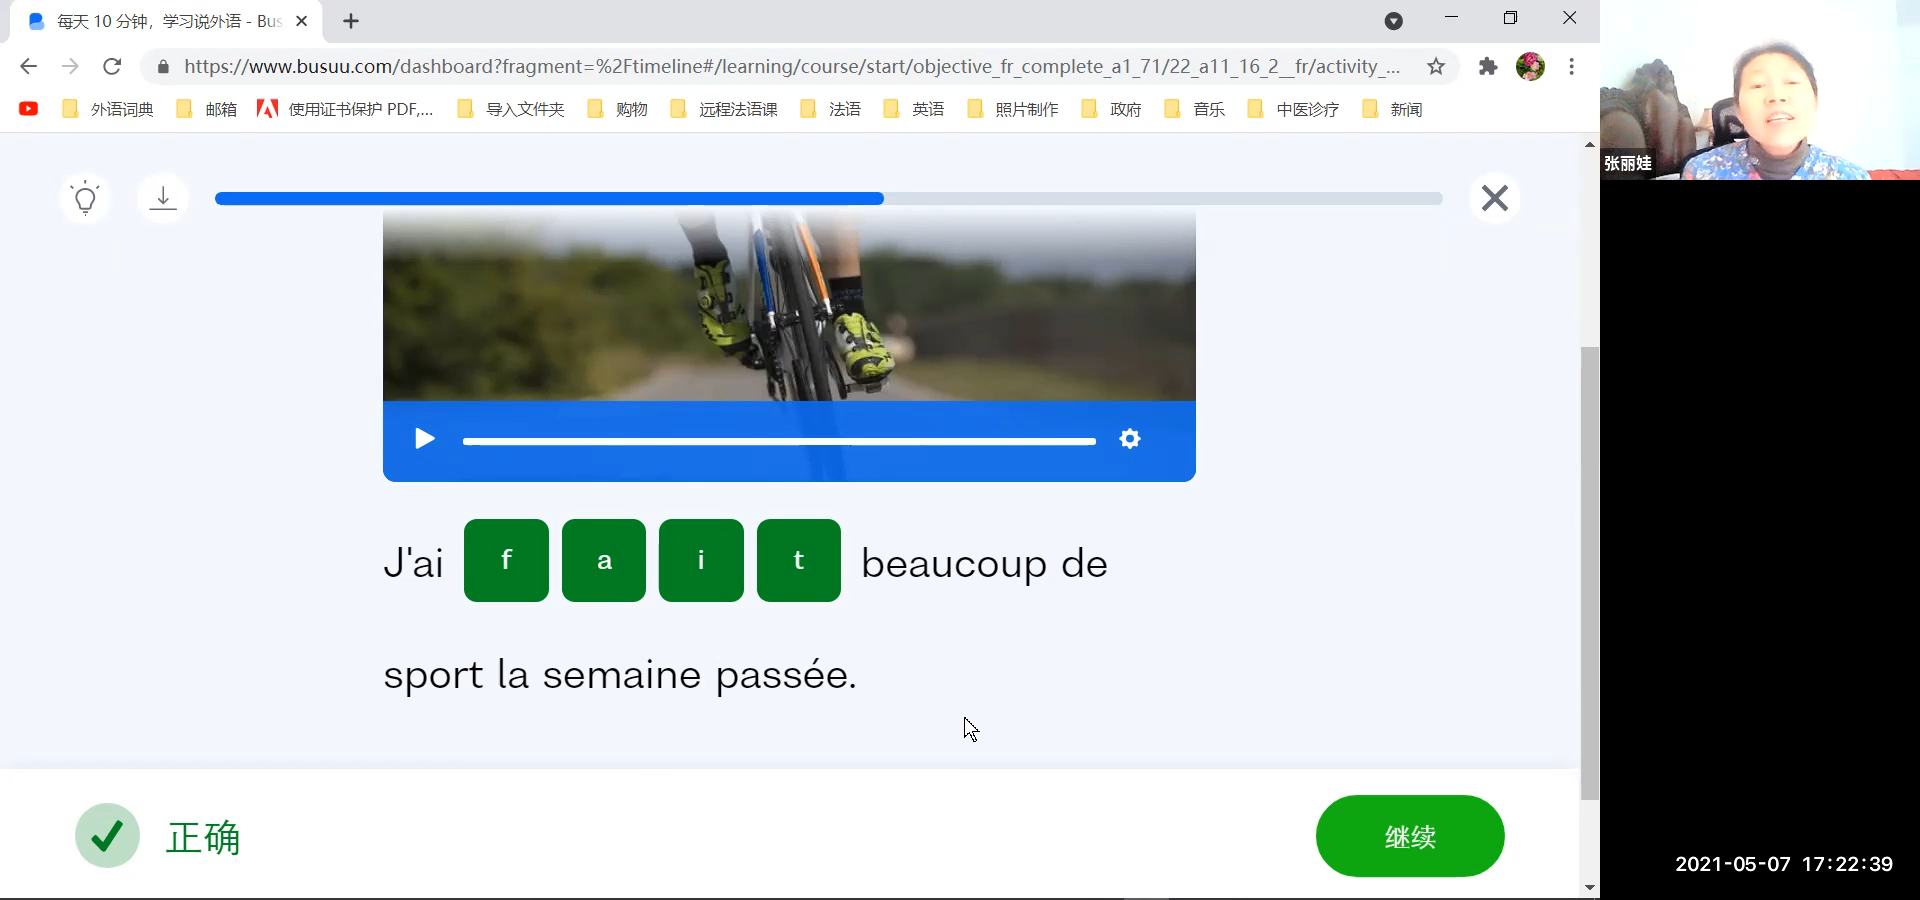 每天 10 分钟，学习说外语 - Bus
https://www.busuu.com/dashboard?fragment=%2Ftimeline#/learning/course/start/objective_fr_complete_a1_71/22_a11_16_2__fr/activity_...
外语词典 邮箱 使用证书保护 PDF,... 导入文件夹 购物 远程法语课 法语 英语 照片制作 政府 音乐 中医诊疗 新闻
张丽娃
J'ai f a i t beaucoup de
sport la semaine passée.
正确
继续
2021-05-07 17:22:39